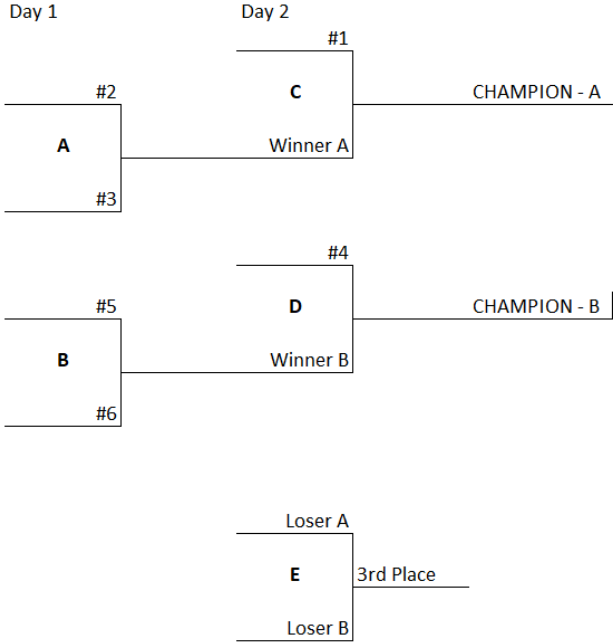 Day 1
Day 2
#1
#2
C
CHAMPION - A
A
Winner A
#3
#4
#5
D
CHAMPION - B
B
Winner B
#6
Loser A
E
3rd Place
Loser B